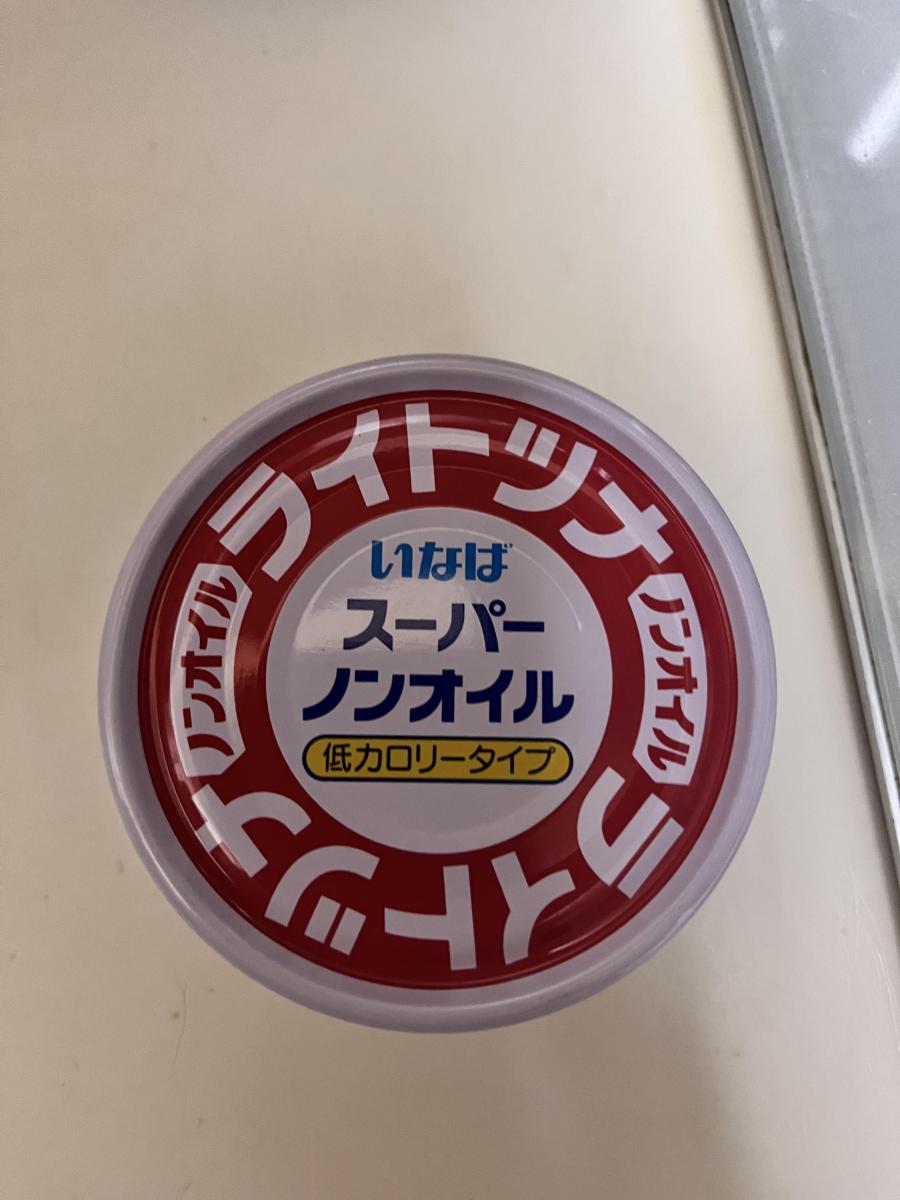 ライトツナ
いなば
スーパー
ノンオイル
低カロリータイプ
ノンオイル
ノンオイル
ライトツナ